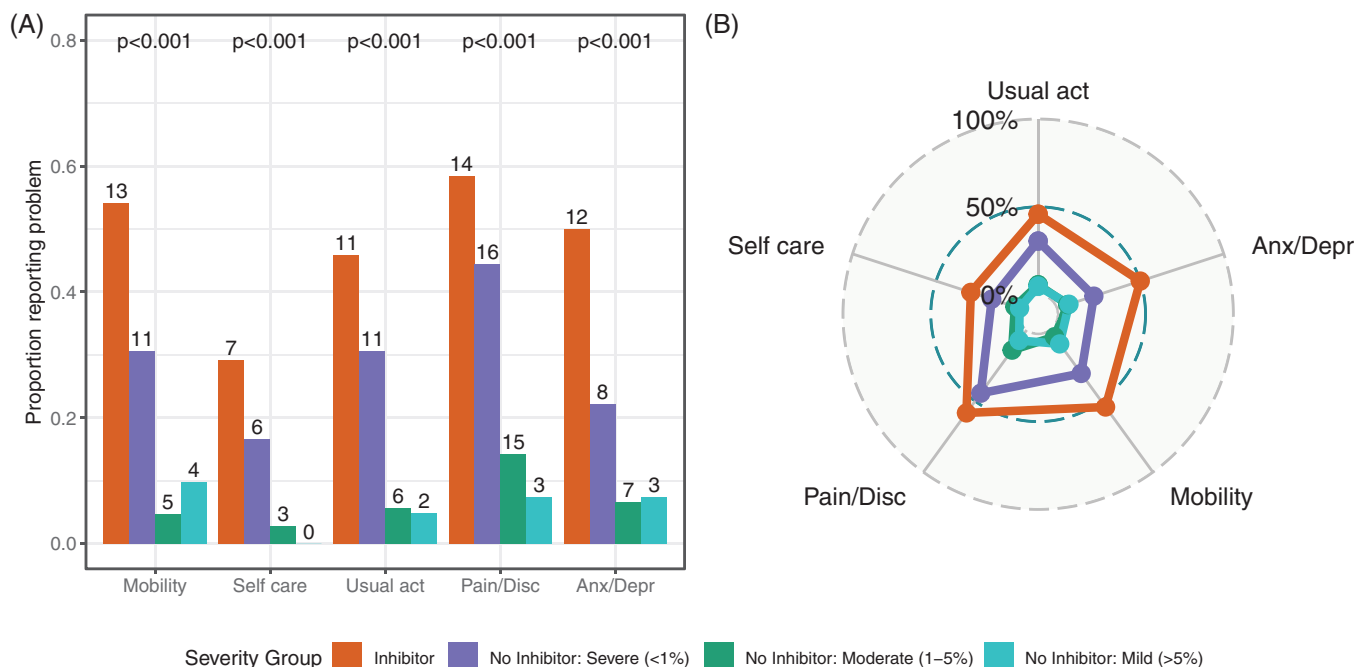 (A)
p<0.001 p<0.001 p<0.001 p<0.001 p<0.001
Proportion reporting problem
0.8
0.6
0.4
0.2
0.0
13 11 5 4
7 6 3 0
11 11 6 2
14 16 15 3
12 8 7 3
Mobility Self care Usual act Pain/Disc Anx/Depr
(B)
Usual act
100%
50%
0%
Self care
Anx/Depr
Pain/Disc
Mobility
Severity Group Inhibitor No Inhibitor: Severe (<1%) No Inhibitor: Moderate (1–5%) No Inhibitor: Mild (>5%)